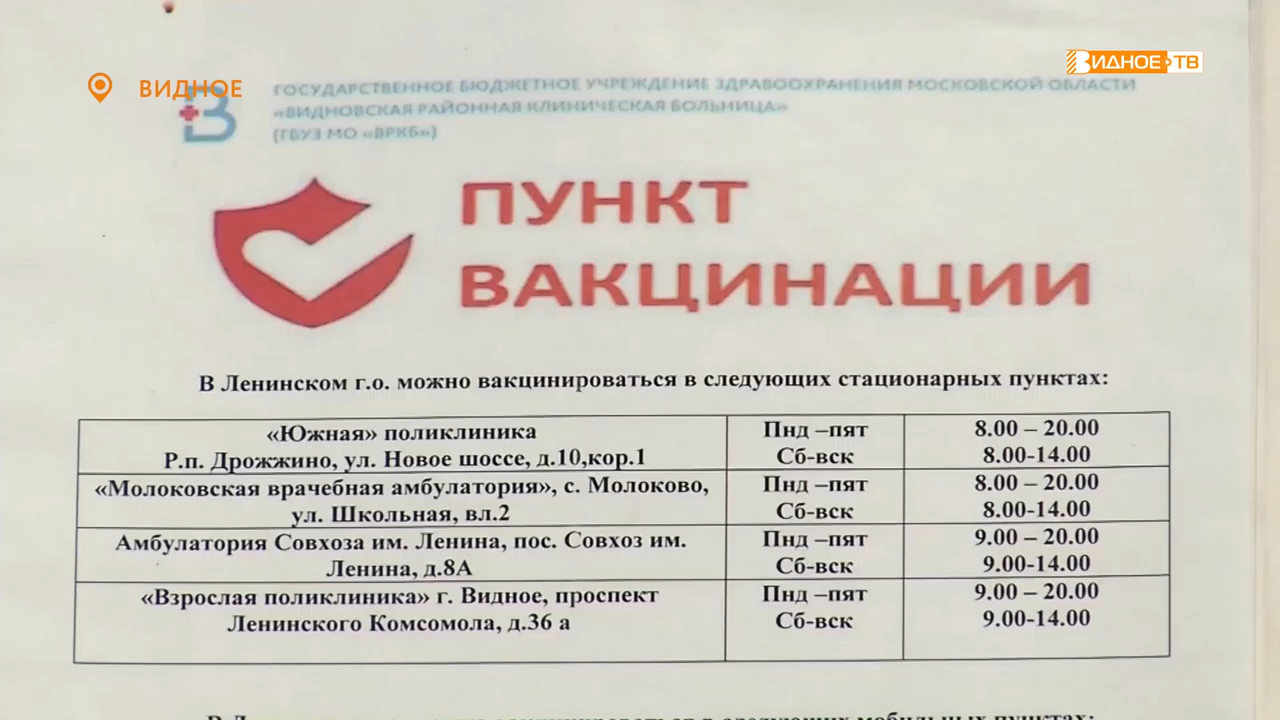 ВИДНОЕ
ВИДНОЕ ТВ
ГОСУДАРСТВЕННОЕ БЮДЖЕТНОЕ УЧРЕЖДЕНИЕ ЗДРАВООХРАНЕНИЯ МОСКОВСКОЙ ОБЛАСТИ
«ВИДНОВСКАЯ РАЙОННАЯ КЛИНИЧЕСКАЯ БОЛЬНИЦА»
(ГБУЗ МО «ВРКБ»)
ПУНКТ
ВАКЦИНАЦИИ
В Ленинском г.о. можно вакцинироваться в следующих стационарных пунктах:
«Южная» поликлиника Пнд –пят 8.00 – 20.00
Р.п. Дрожжино, ул. Новое шоссе, д.10,кор.1 Сб-вск 8.00-14.00
«Молоковская врачебная амбулатория», с. Молоково, Пнд –пят 8.00 – 20.00
ул. Школьная, вл.2 Сб-вск 8.00-14.00
Амбулатория Совхоза им. Ленина, пос. Совхоз им. Пнд –пят 9.00 – 20.00
Ленина, д.8А Сб-вск 9.00-14.00
«Взрослая поликлиника» г. Видное, проспект Пнд –пят 9.00 – 20.00
Ленинского Комсомола, д.36 а Сб-вск 9.00-14.00
в следующих мобильных пунктах: